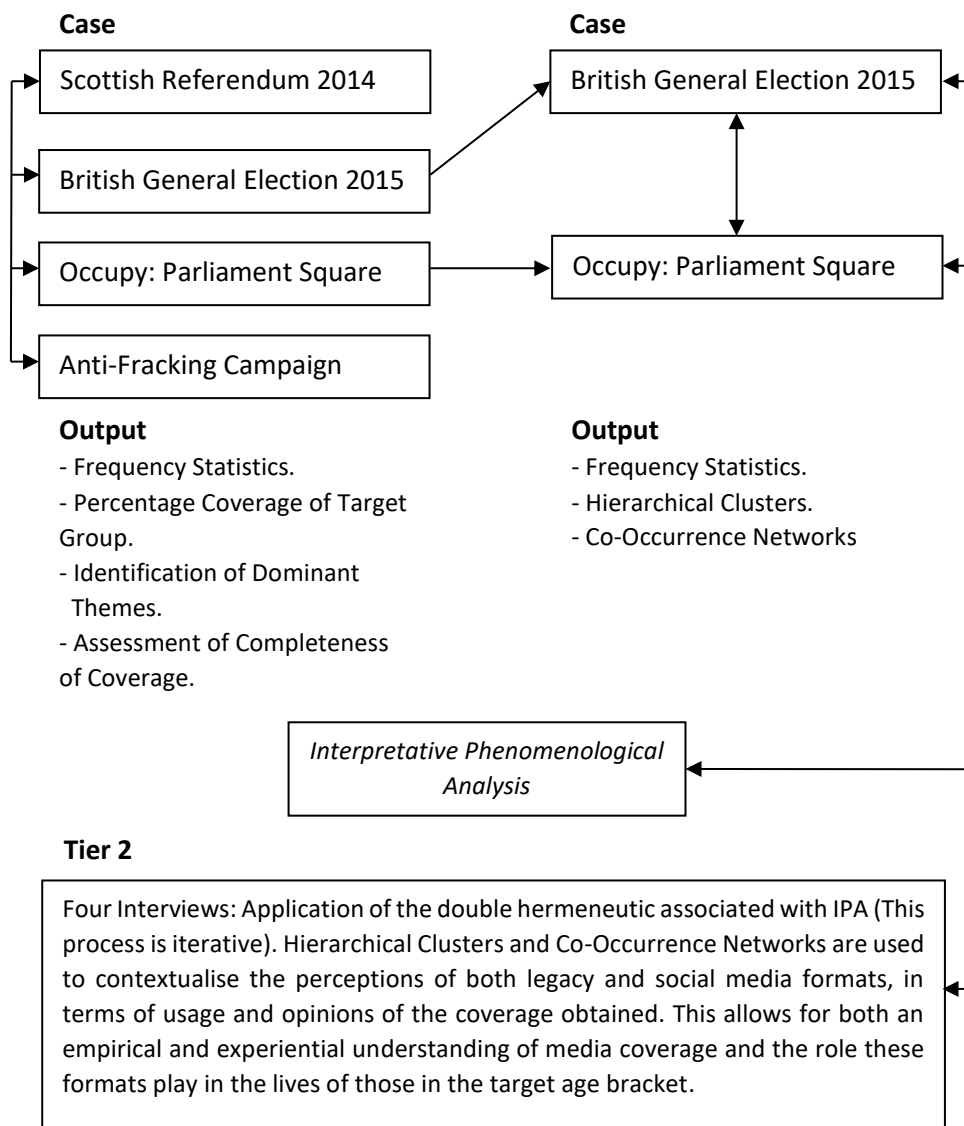 Case
Scottish Referendum 2014
British General Election 2015
Occupy: Parliament Square
Anti-Fracking Campaign
Output
- Frequency Statistics.
- Percentage Coverage of Target
Group.
- Identification of Dominant
Themes.
- Assessment of Completeness
of Coverage.
Case
British General Election 2015
Occupy: Parliament Square
Output
- Frequency Statistics.
- Hierarchical Clusters.
- Co-Occurrence Networks
Interpretative Phenomenological
Analysis
Tier 2
Four Interviews: Application of the double hermeneutic associated with IPA (This
process is iterative). Hierarchical Clusters and Co-Occurrence Networks are used
to contextualise the perceptions of both legacy and social media formats, in
terms of usage and opinions of the coverage obtained. This allows for both an
empirical and experiential understanding of media coverage and the role these
formats play in the lives of those in the target age bracket.